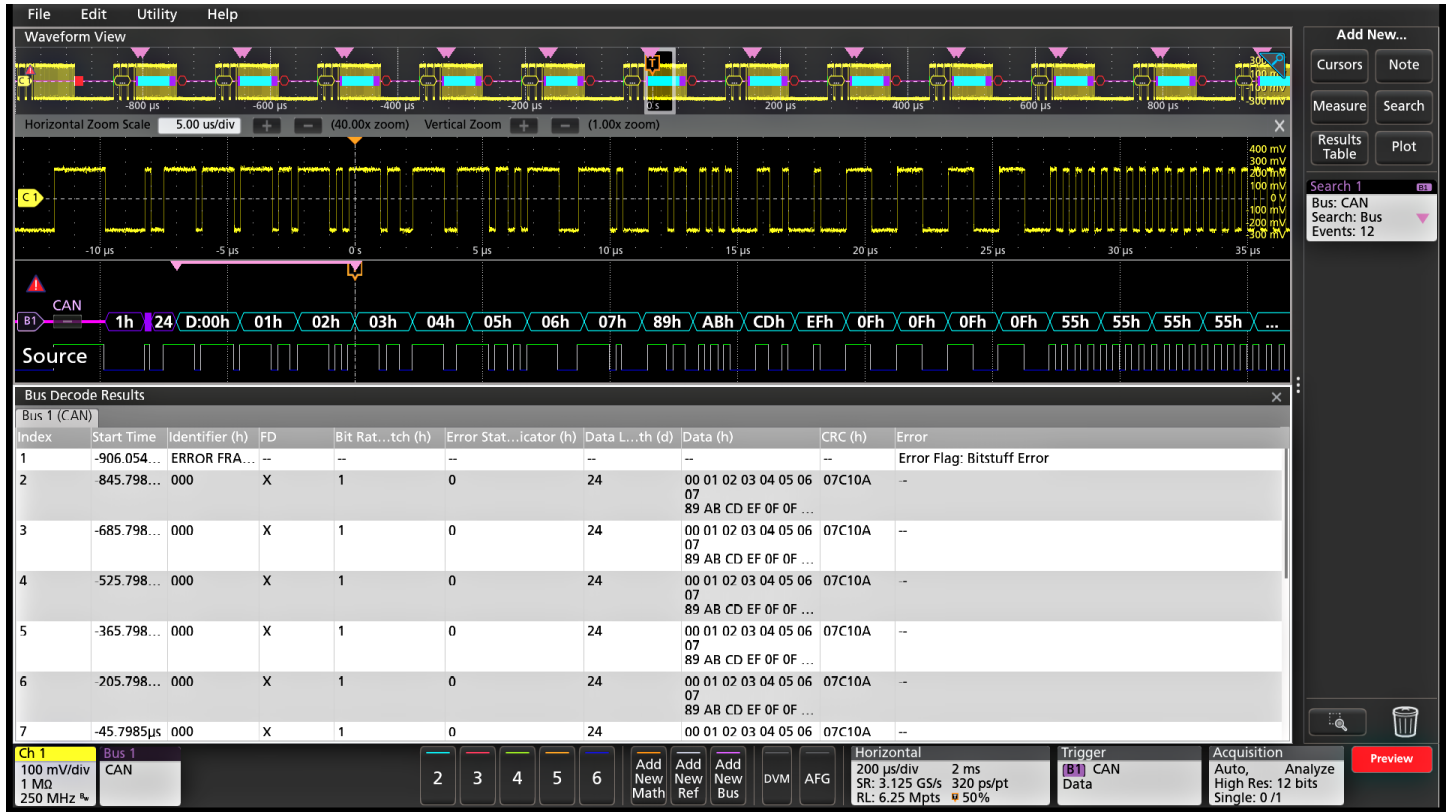 File Edit Utility Help
Waveform View
Add New...
Cursors Note
Measure Search
Results Table Plot
Search 1 B1
Bus: CAN
Search: Bus
Events: 12
C1
T
-800 µs -600 µs -400 µs -200 µs 0 s 200 µs 400 µs 600 µs 800 µs
-100 mV
-300 mV
Horizontal Zoom Scale 5.00 us/div + − (40.00x zoom) Vertical Zoom + − (1.00x zoom) X
400 mV
300 mV
200 mV
100 mV
0 V
-100 mV
-200 mV
-300 mV
C1
-10 µs -5 µs 0 s 5 µs 10 µs 15 µs 20 µs 25 µs 30 µs 35 µs
CAN
B1 1h 24 D:00h 01h 02h 03h 04h 05h 06h 07h 89h ABh CDh EFh 0Fh 0Fh 0Fh 0Fh 55h 55h 55h 55h ...
Source
Bus Decode Results
Bus 1 (CAN)
Index Start Time Identifier (h) FD Bit Rat...tch (h) Error Stat...icator (h) Data L...th (d) Data (h) CRC (h) Error
1 -906.054... ERROR FRA... -- -- -- -- -- -- Error Flag: Bitstuff Error
2 -845.798... 000 X 1 0 24 00 01 02 03 04 05 06 07C10A --
07
89 AB CD EF 0F 0F ...
3 -685.798... 000 X 1 0 24 00 01 02 03 04 05 06 07C10A --
07
89 AB CD EF 0F 0F ...
4 -525.798... 000 X 1 0 24 00 01 02 03 04 05 06 07C10A --
07
89 AB CD EF 0F 0F ...
5 -365.798... 000 X 1 0 24 00 01 02 03 04 05 06 07C10A --
07
89 AB CD EF 0F 0F ...
6 -205.798... 000 X 1 0 24 00 01 02 03 04 05 06 07C10A --
07
89 AB CD EF 0F 0F ...
7 -45.7985µs 000 X 1 0 24 00 01 02 03 04 05 06 07C10A --
Ch 1
100 mV/div
1 MΩ
250 MHz
Bus 1
CAN
2 3 4 5 6
Add New Math
Add New Ref
Add New Bus
DVM AFG
Horizontal
200 µs/div 2 ms
SR: 3.125 GS/s 320 ps/pt
RL: 6.25 Mpts 50%
Trigger
B1 CAN
Data
Acquisition
Auto, Analyze
High Res: 12 bits
Single: 0 /1
Preview